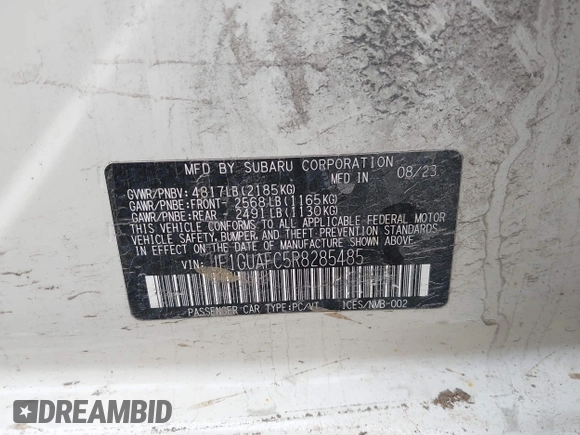 MFD BY SUBARU CORPORATION 08/23
GVWR/PNBV: 4817LB(2185KG)
GAWR/PNBE:FRONT- 2568LB(1165KG)
GAWR/PNBE:REAR - 2491LB(1130KG)
THIS VEHICLE CONFORMS TO ALL APPLICABLE FEDERAL MOTOR
VEHICLE SAFETY, BUMPER, AND THEFT PREVENTION STANDARDS
IN EFFECT ON THE DATE OF MANUFACTURE SHOWN ABOVE.
VIN: JF1GUAFC5R8285485
PASSENGER CAR TYPE:PC/VT ICES/NMB-002
DREAMBID